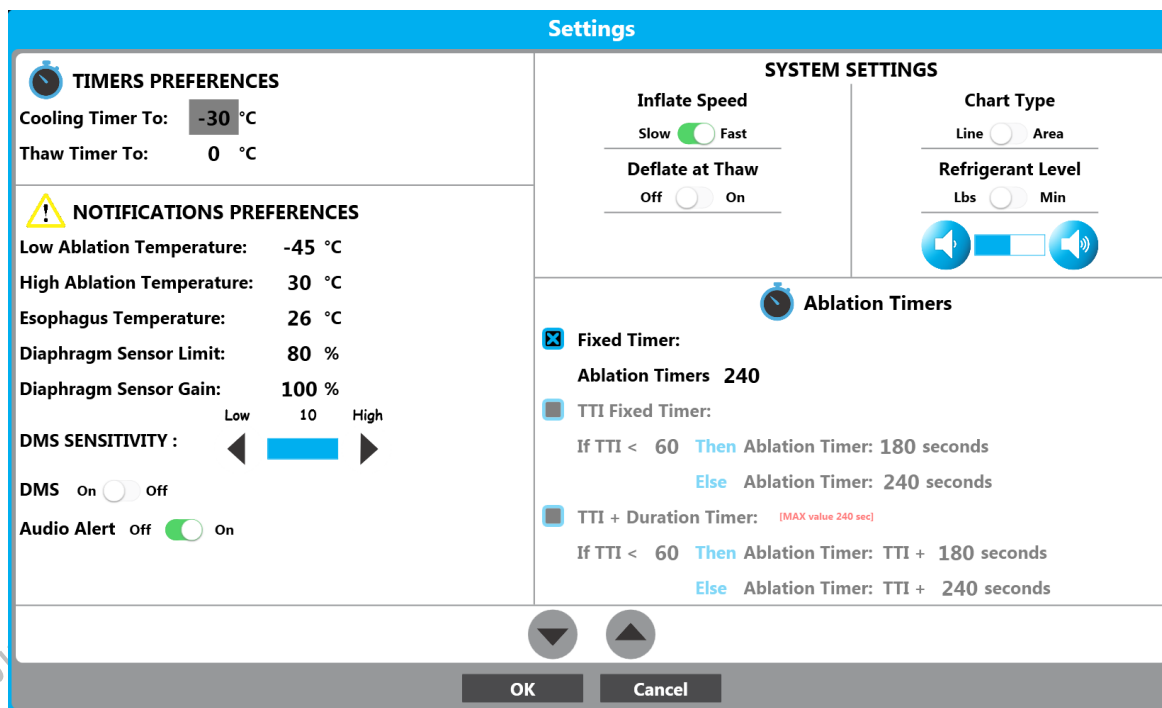 Settings
TIMERS PREFERENCES
Cooling Timer To: -30 °C
Thaw Timer To: 0 °C
NOTIFICATIONS PREFERENCES
Low Ablation Temperature: -45 °C
High Ablation Temperature: 30 °C
Esophagus Temperature: 26 °C
Diaphragm Sensor Limit: 80 %
Diaphragm Sensor Gain: 100 %
Low 10 High
DMS SENSITIVITY :
DMS On Off
Audio Alert Off On
SYSTEM SETTINGS
Inflate Speed
Slow Fast
Deflate at Thaw
Off On
Chart Type
Line Area
Refrigerant Level
Lbs Min
Ablation Timers
Fixed Timer:
Ablation Timers 240
TTI Fixed Timer:
If TTI < 60 Then Ablation Timer: 180 seconds
Else Ablation Timer: 240 seconds
TTI + Duration Timer: [MAX value 240 sec]
If TTI < 60 Then Ablation Timer: TTI + 180 seconds
Else Ablation Timer: TTI + 240 seconds
OK Cancel